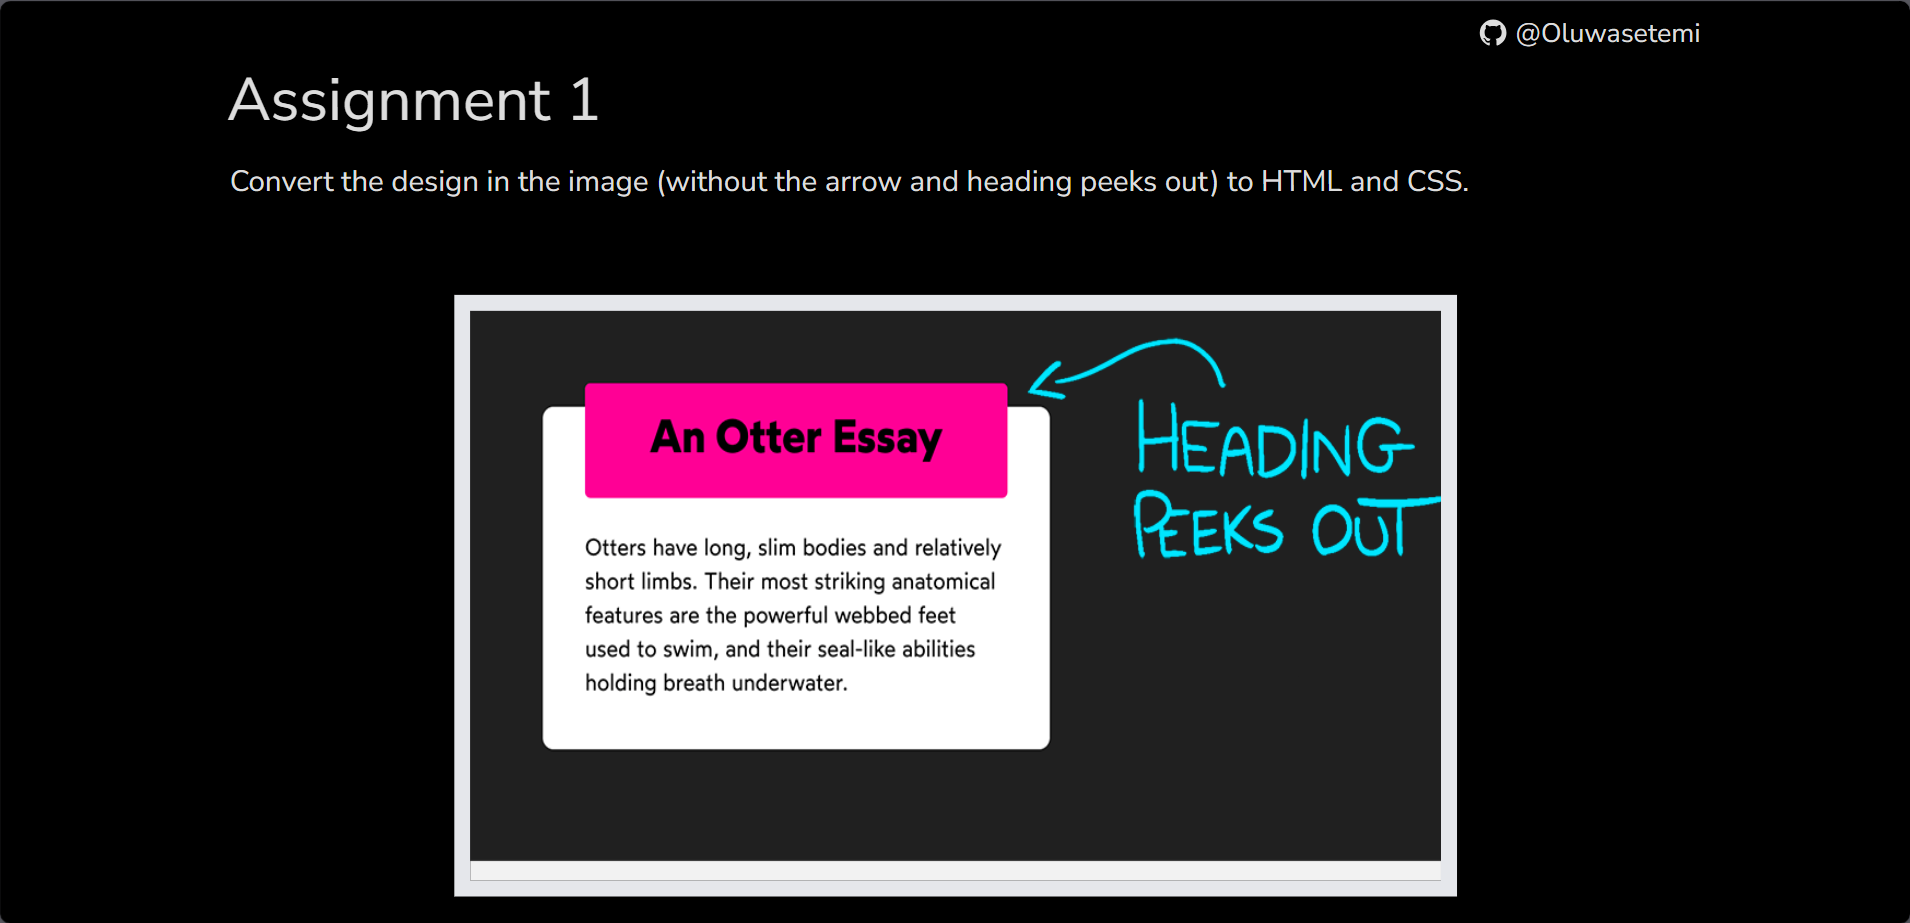 @Oluwasetemi
Assignment 1
Convert the design in the image (without the arrow and heading peeks out) to HTML and CSS.
An Otter Essay
HEADING
PEEKS OUT
Otters have long, slim bodies and relatively
short limbs. Their most striking anatomical
features are the powerful webbed feet
used to swim, and their seal-like abilities
holding breath underwater.